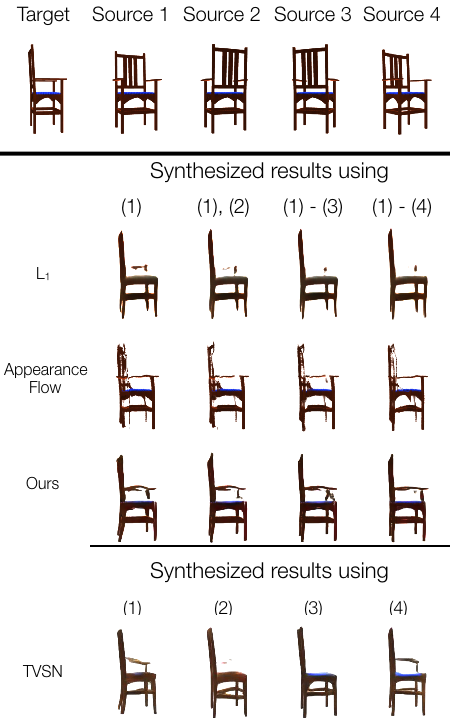 Target Source 1 Source 2 Source 3 Source 4
Synthesized results using
(1) (1), (2) (1) - (3) (1) - (4)
L₁
Appearance
Flow
Ours
Synthesized results using
(1) (2) (3) (4)
TVSN